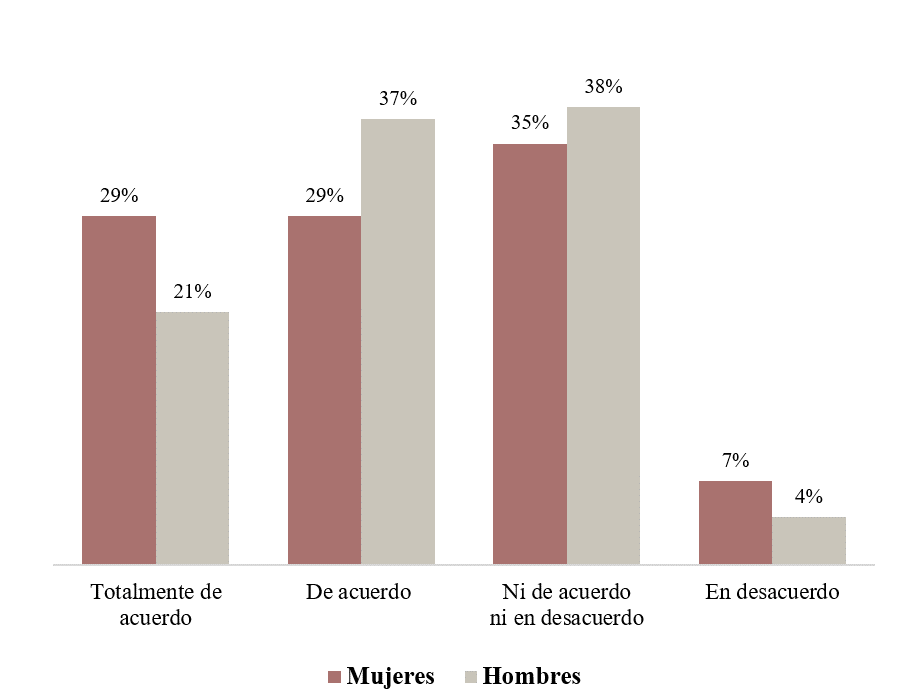 38%
37%
35%
29%
29%
21%
7%
4%
Totalmente de
acuerdo
De acuerdo
Ni de acuerdo
ni en desacuerdo
En desacuerdo
Mujeres
Hombres